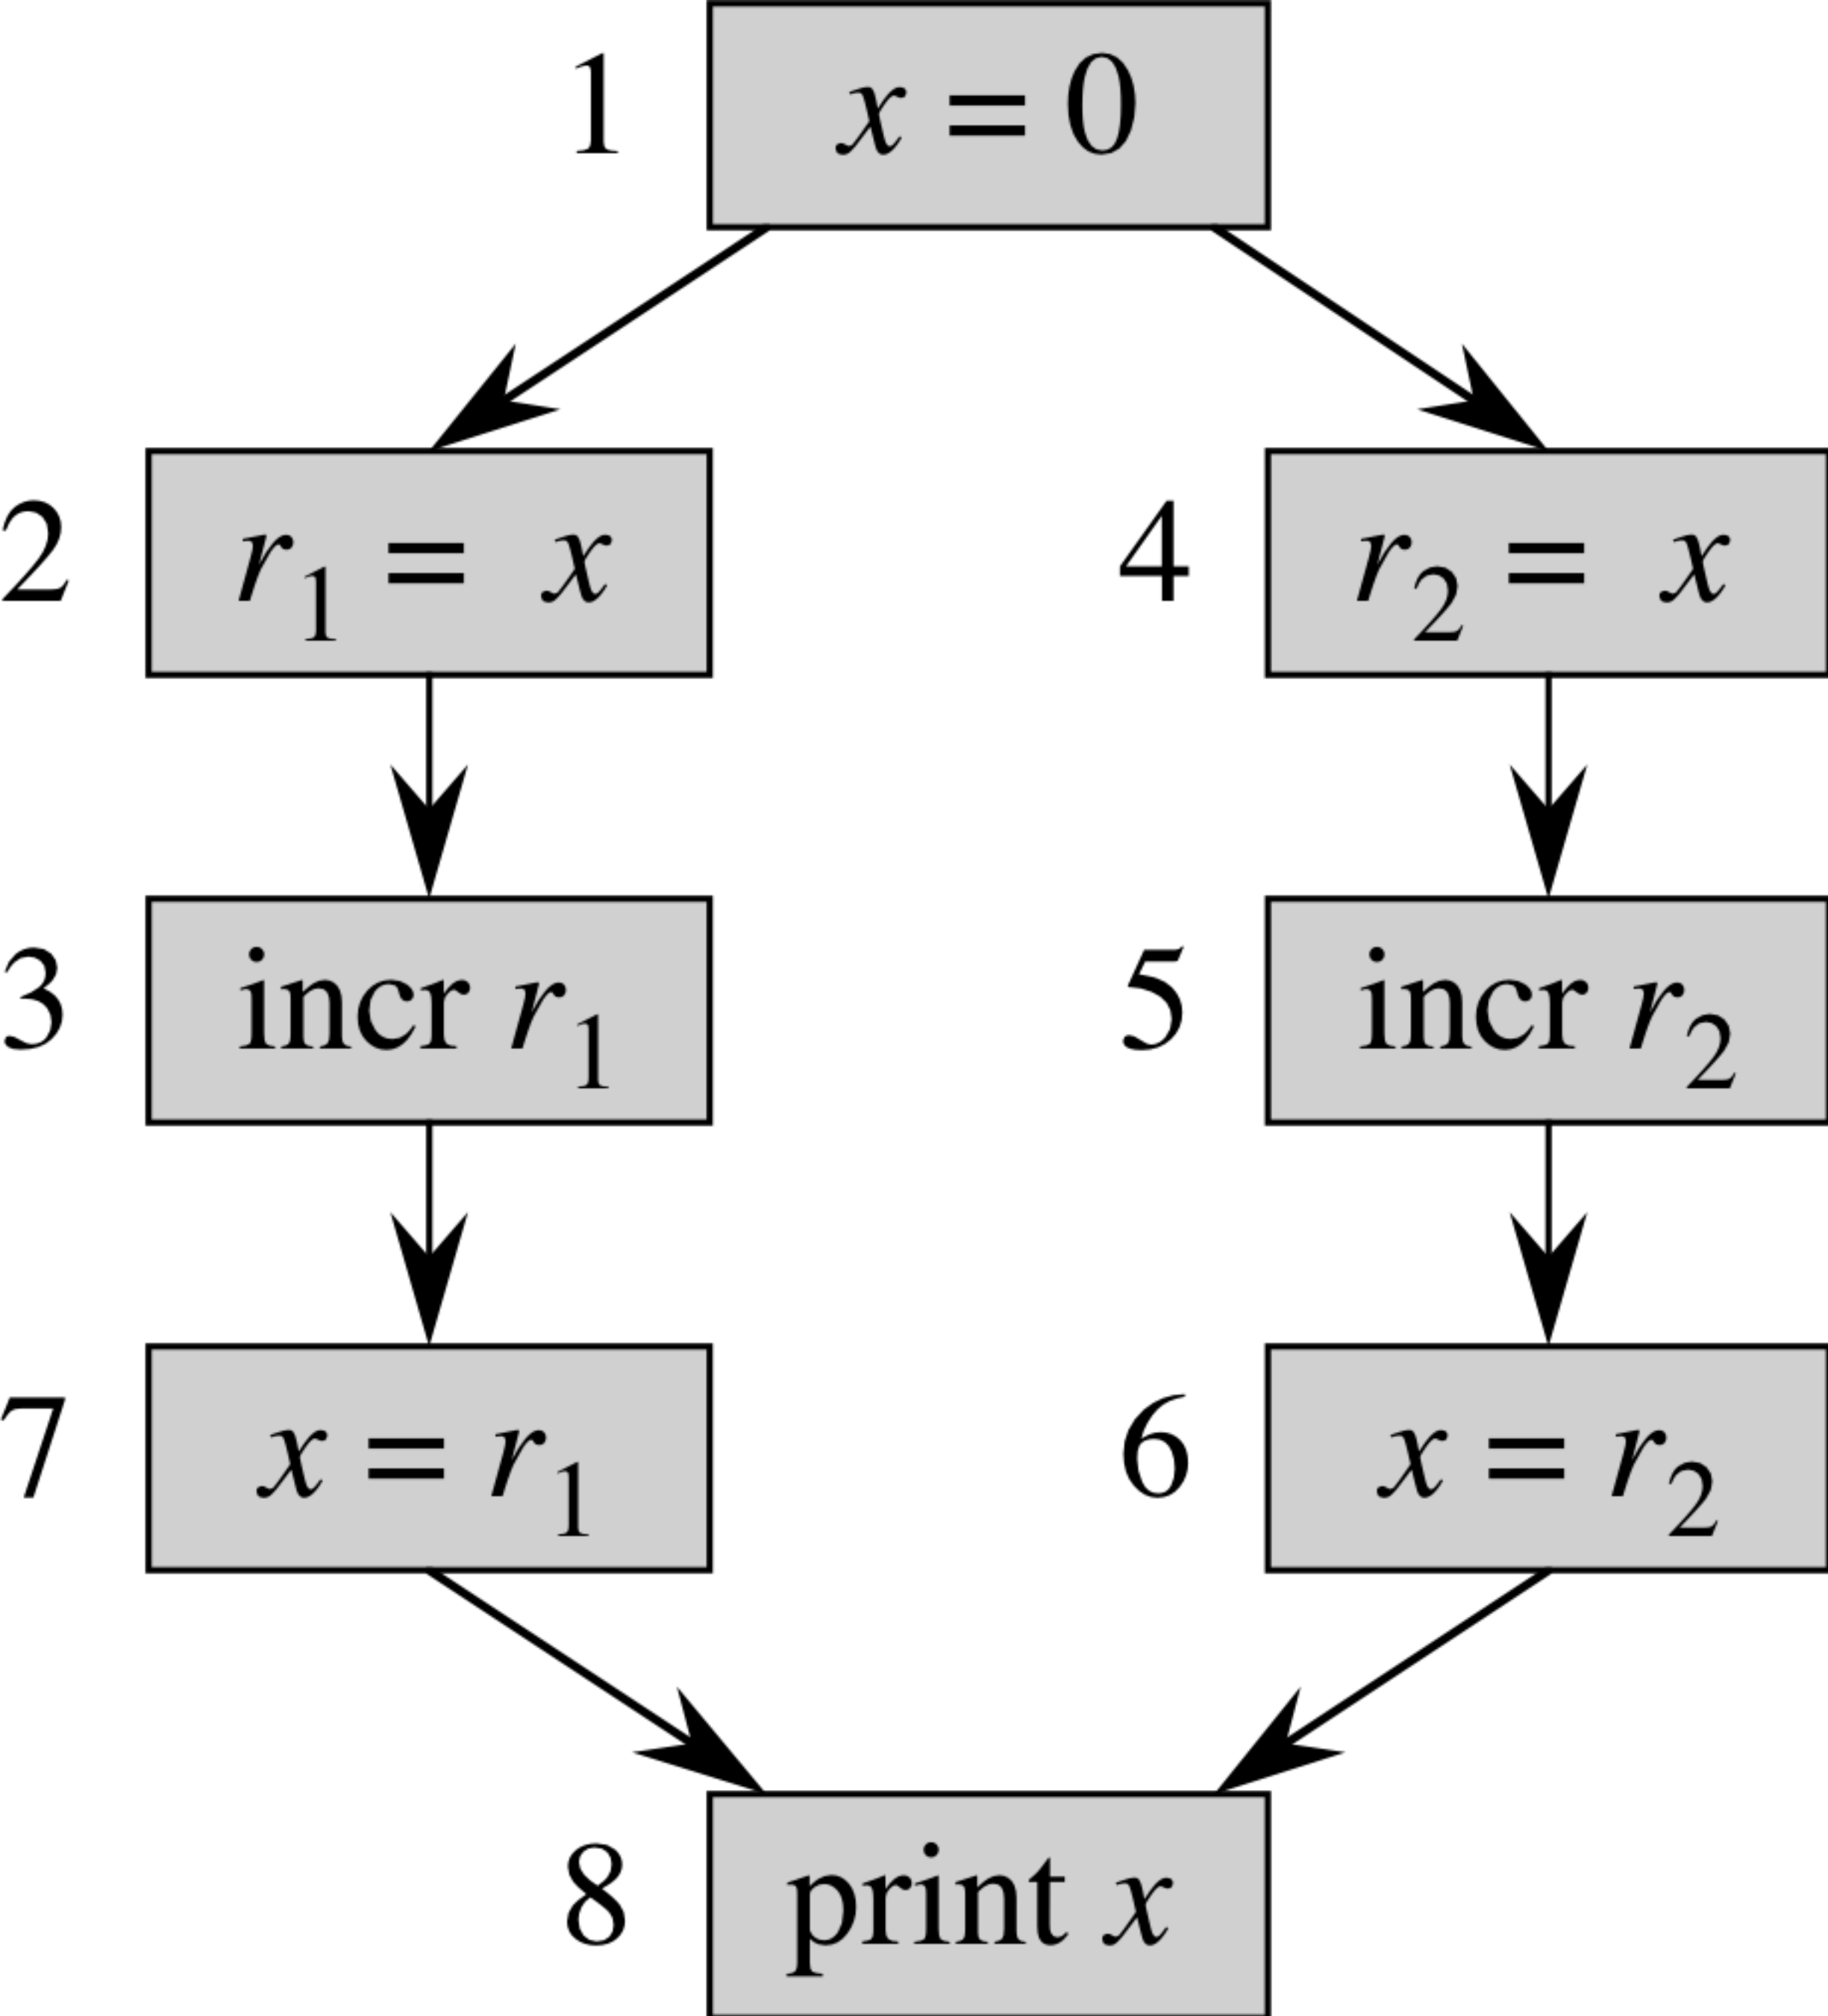 1 x = 0
2 r₁ = x 4 r₂ = x
3 incr r₁ 5 incr r₂
7 x = r₁ 6 x = r₂
8 print x